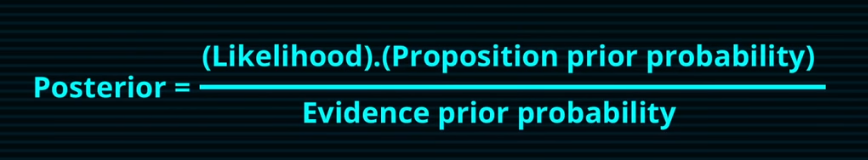 (Likelihood).(Proposition prior probability)
Posterior =
Evidence prior probability